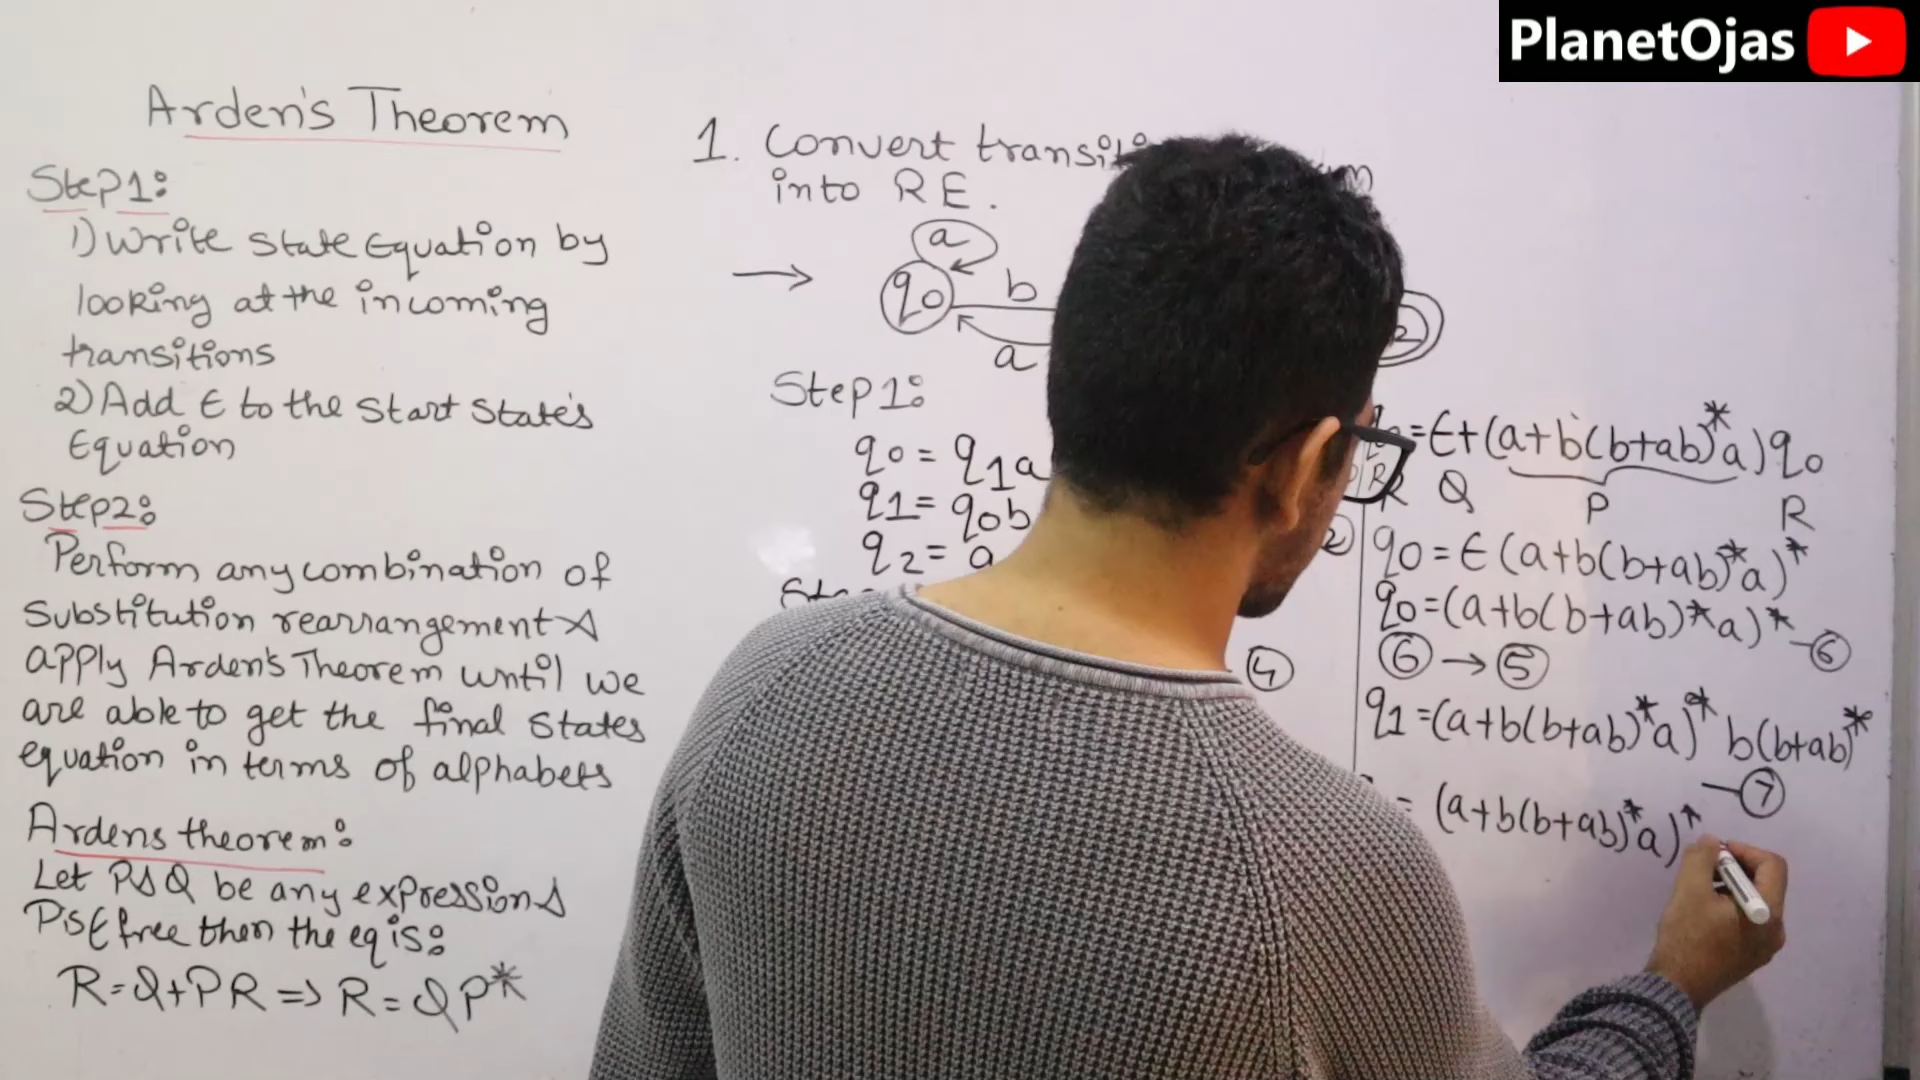 PlanetOjas
Arden's Theorem
Step1:
1) Write State Equation by
looking at the incoming
transitions
2) Add ϵ to the Start State's
Equation
Step2:
Perform any combination of
Substitution rearrangement &
apply Arden's Theorem until we
are able to get the final States
equation in terms of alphabets
Ardens theorem:
Let P & Q be any expression &
P is ϵ free then the eq is:
R=Q+PR => R=QP*
1. Convert
into RE.
a
q0
b
a
2
Step1:
q0 = q1a
q1= q0b
q2= a
2
4
=ϵ+(a+b(b+ab)*a)q0
R Q P R
q0=ϵ(a+b(b+ab)*a)*
q0=(a+b(b+ab)*a)* -6
6 → 5
q1=(a+b(b+ab)*a)* b(b+ab)*
-7
= (a+b(b+ab)*a)*